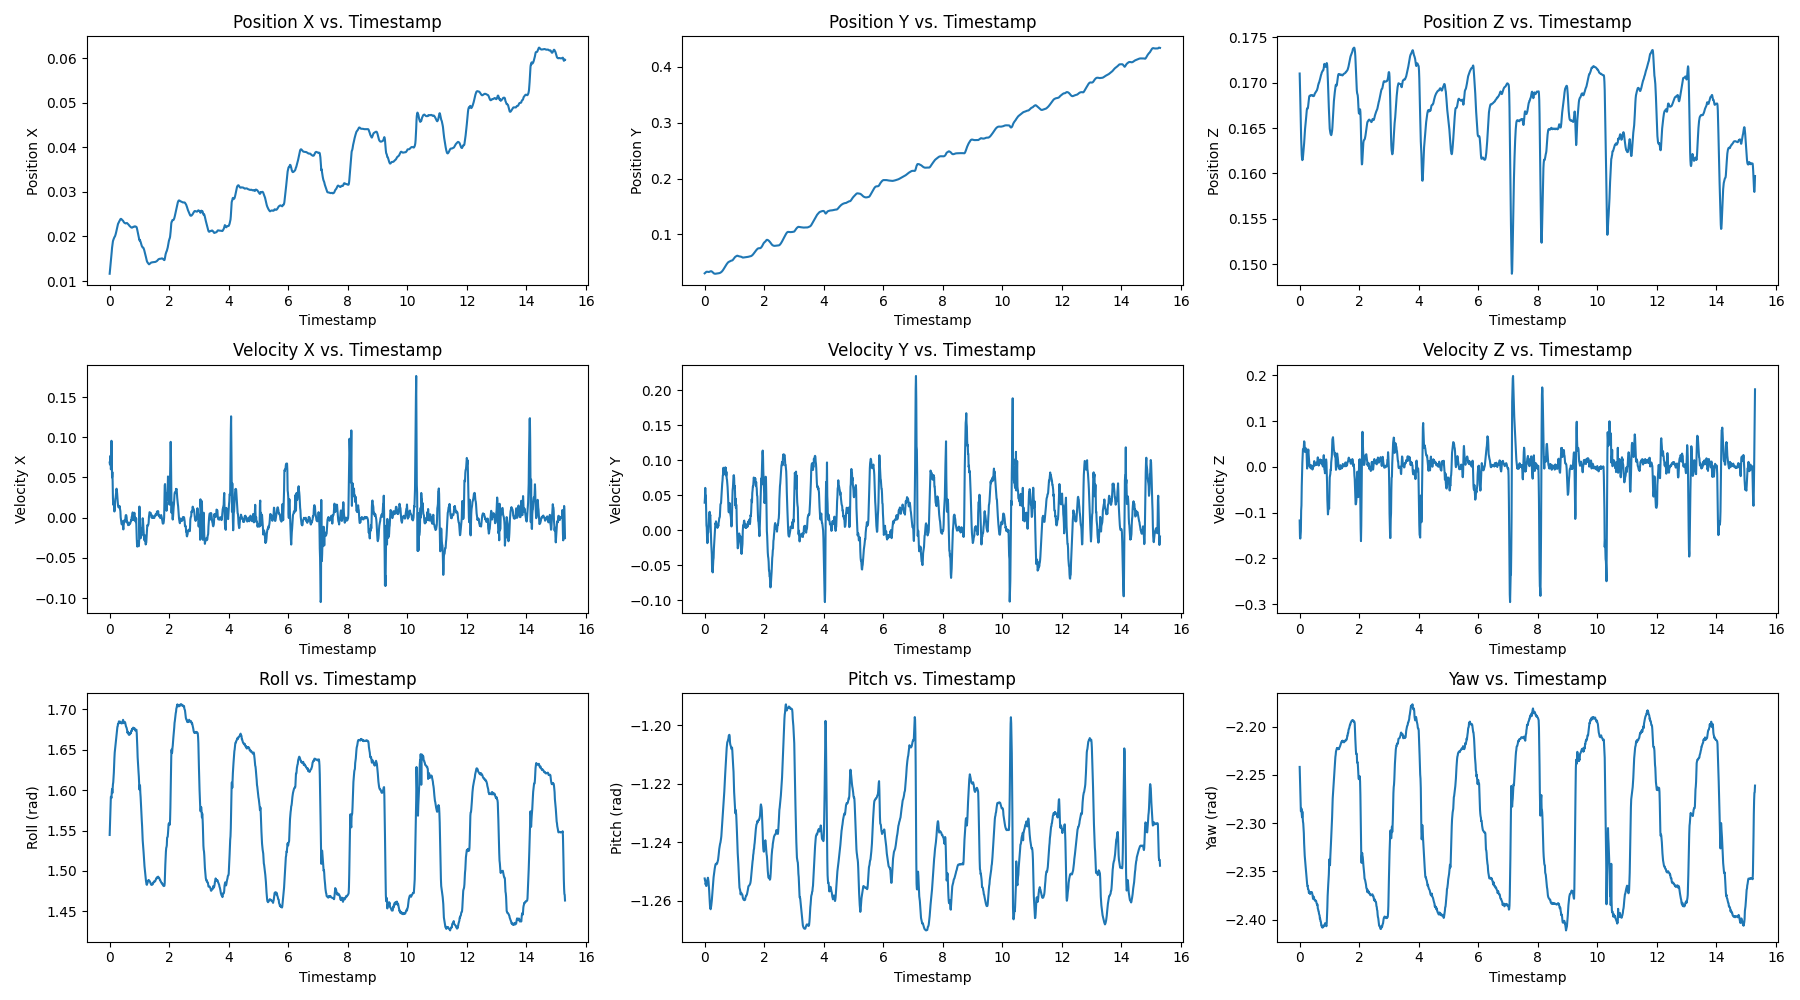 Position X vs. Timestamp
Position X
0.06
0.05
0.04
0.03
0.02
0.01
0 2 4 6 8 10 12 14 16
Timestamp
Position Y vs. Timestamp
Position Y
0.4
0.3
0.2
0.1
0 2 4 6 8 10 12 14 16
Timestamp
Position Z vs. Timestamp
Position Z
0.175
0.170
0.165
0.160
0.155
0.150
0 2 4 6 8 10 12 14 16
Timestamp
Velocity X vs. Timestamp
Velocity X
0.15
0.10
0.05
0.00
−0.05
−0.10
0 2 4 6 8 10 12 14 16
Timestamp
Velocity Y vs. Timestamp
Velocity Y
0.20
0.15
0.10
0.05
0.00
−0.05
−0.10
0 2 4 6 8 10 12 14 16
Timestamp
Velocity Z vs. Timestamp
Velocity Z
0.2
0.1
0.0
−0.1
−0.2
−0.3
0 2 4 6 8 10 12 14 16
Timestamp
Roll vs. Timestamp
Roll (rad)
1.70
1.65
1.60
1.55
1.50
1.45
0 2 4 6 8 10 12 14 16
Timestamp
Pitch vs. Timestamp
Pitch (rad)
−1.20
−1.22
−1.24
−1.26
0 2 4 6 8 10 12 14 16
Timestamp
Yaw vs. Timestamp
Yaw (rad)
−2.20
−2.25
−2.30
−2.35
−2.40
0 2 4 6 8 10 12 14 16
Timestamp